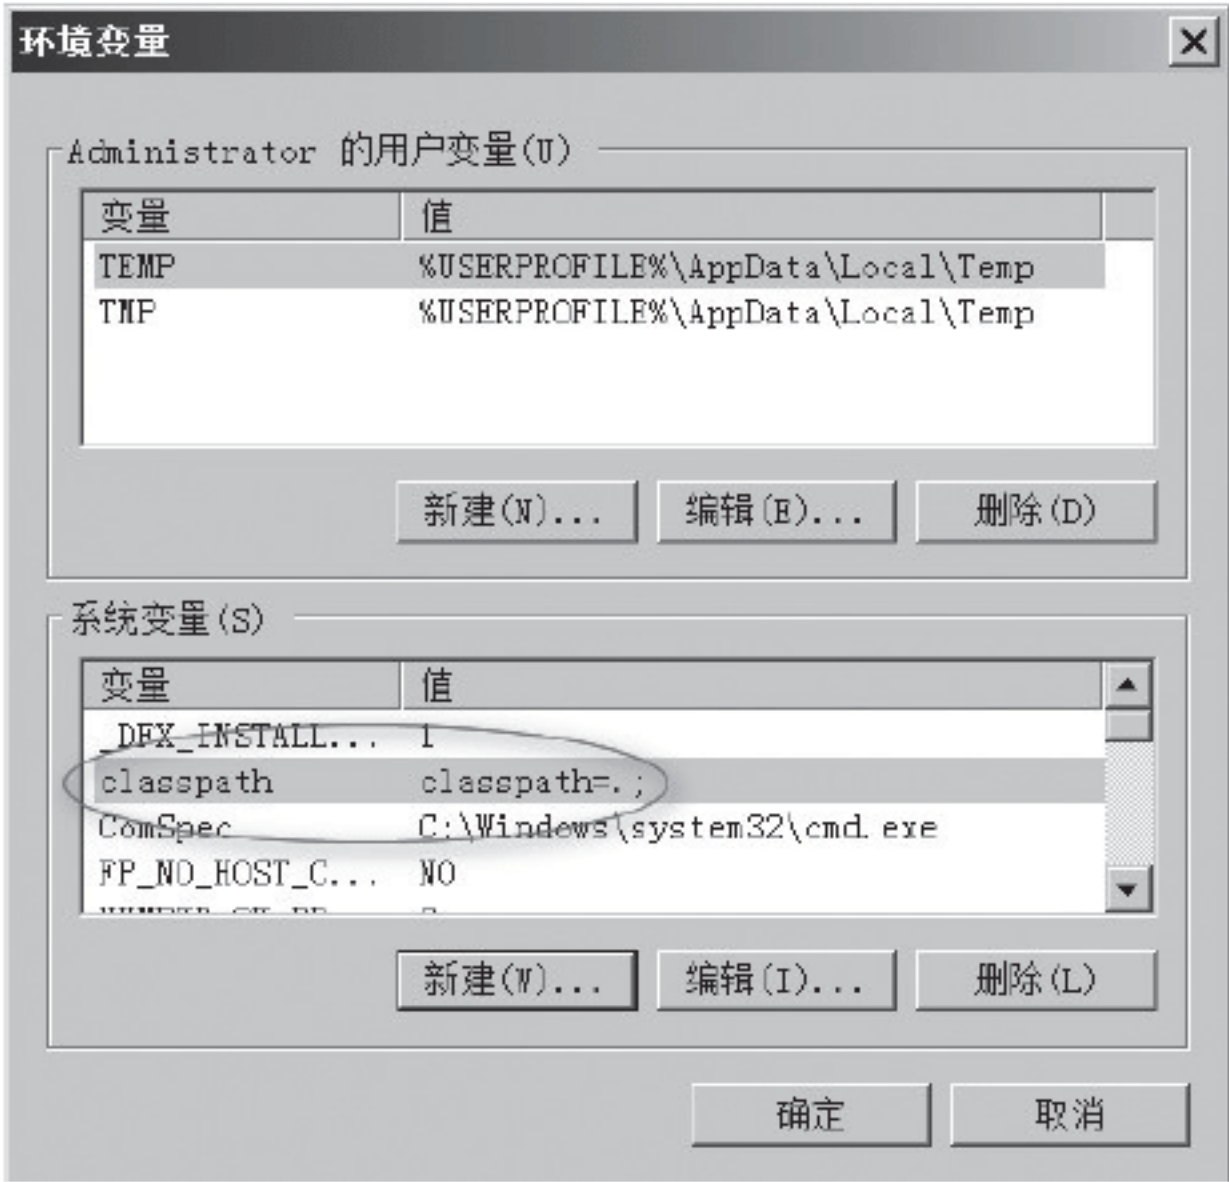 环境变量
Administrator 的用户变量(U)
变量 值
TEMP %USERPROFILE%\AppData\Local\Temp
TMP %USERPROFILE%\AppData\Local\Temp
新建(N)... 编辑(E)... 删除(D)
系统变量(S)
变量 值
_DFX_INSTALL... 1
classpath classpath=.;
ComSpec C:\Windows\system32\cmd.exe
FP_NO_HOST_C... NO
新建(W)... 编辑(I)... 删除(L)
确定 取消